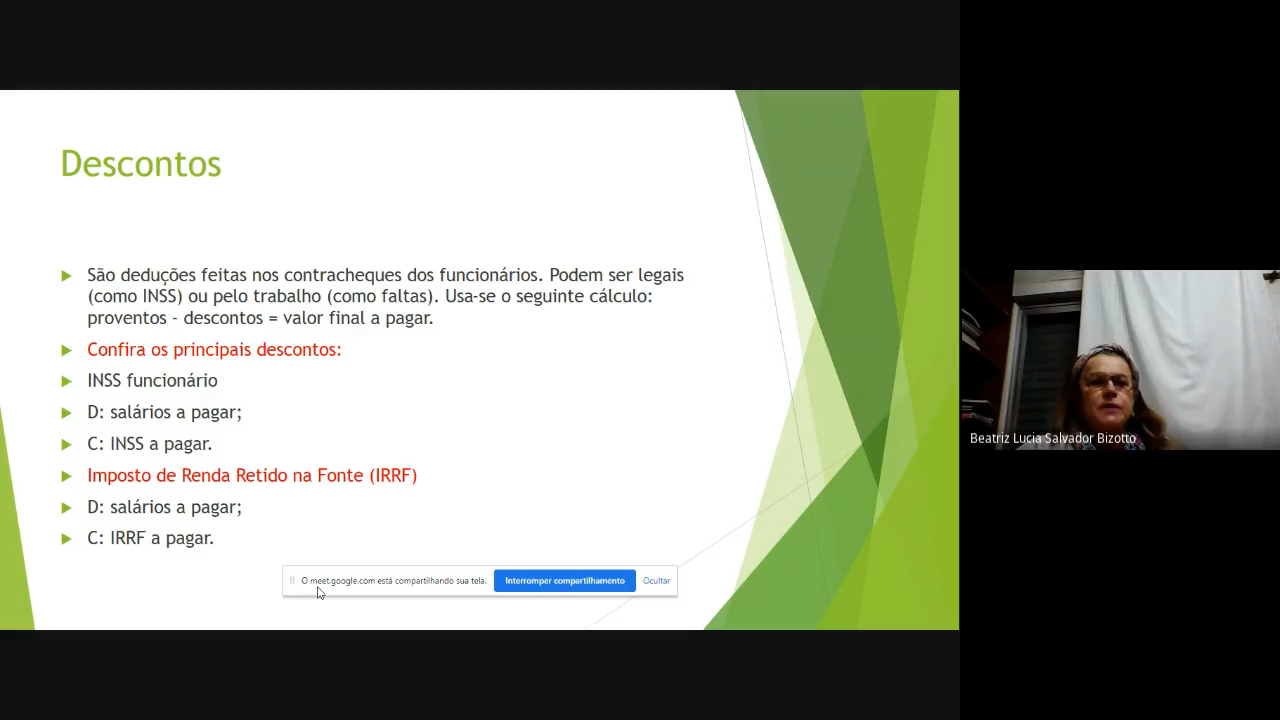 Descontos
São deduções feitas nos contracheques dos funcionários. Podem ser legais
(como INSS) ou pelo trabalho (como faltas). Usa-se o seguinte cálculo:
proventos - descontos = valor final a pagar.
Confira os principais descontos:
INSS funcionário
D: salários a pagar;
C: INSS a pagar.
Imposto de Renda Retido na Fonte (IRRF)
D: salários a pagar;
C: IRRF a pagar.
O meet.google.com está compartilhando sua tela. Interromper compartilhamento Ocultar
Beatriz Lucia Salvador Bizotto